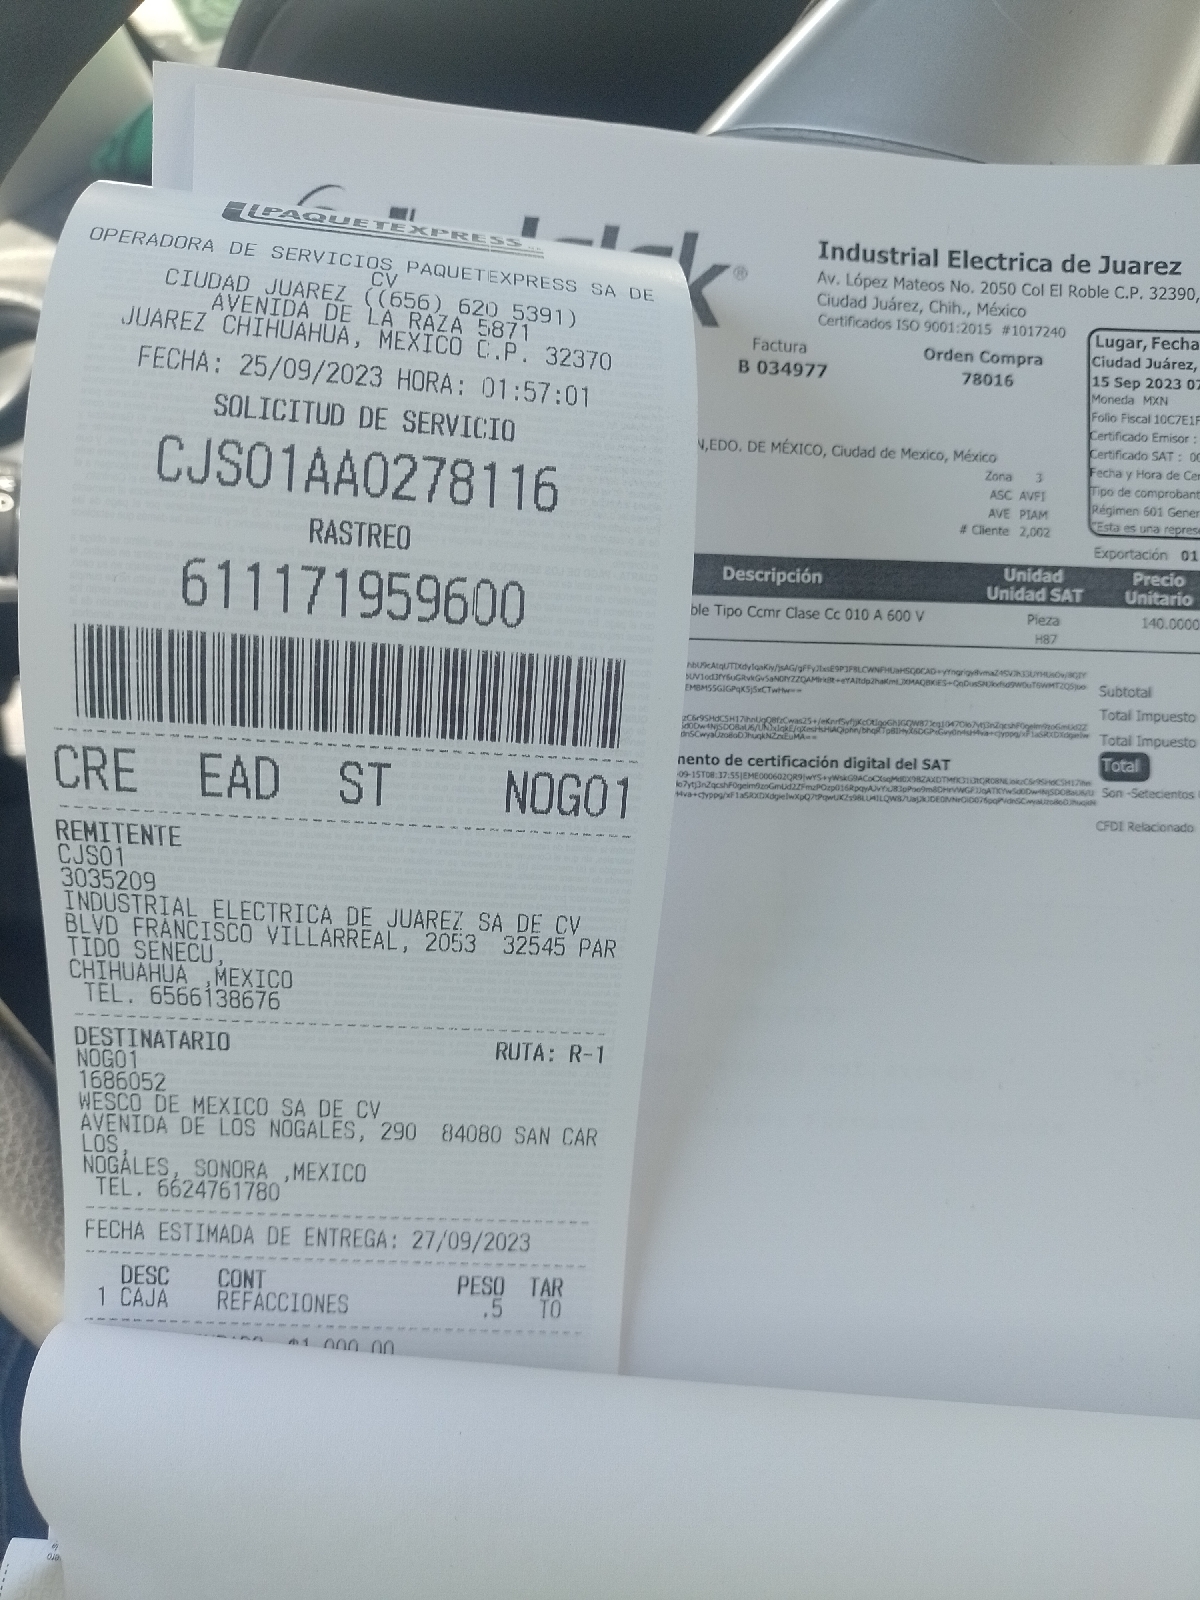 PAQUETEXPRESS
OPERADORA DE SERVICIOS PAQUETEXPRESS SA DE
CV
CIUDAD JUAREZ ((656) 620 5391)
AVENIDA DE LA RAZA 5871
JUAREZ CHIHUAHUA, MEXICO C.P. 32370
FECHA: 25/09/2023 HORA: 01:57:01
SOLICITUD DE SERVICIO
CJS01AA0278116
RASTREO
611171959600
CRE EAD ST NOG01
REMITENTE
CJS01
3035209
INDUSTRIAL ELECTRICA DE JUAREZ SA DE CV
BLVD FRANCISCO VILLARREAL, 2053 32545 PAR
TIDO SENECU,
CHIHUAHUA ,MEXICO
TEL. 6566138676
DESTINATARIO RUTA: R-1
NOG01
1686052
WESCO DE MEXICO SA DE CV
AVENIDA DE LOS NOGALES, 290 84080 SAN CAR
LOS,
NOGALES, SONORA ,MEXICO
TEL. 6624761780
FECHA ESTIMADA DE ENTREGA: 27/09/2023
DESC CONT PESO TAR
1 CAJA REFACCIONES .5 T0
$1,000.00
Industrial Electrica de Juarez
Av. López Mateos No. 2050 Col El Roble C.P. 32390,
Ciudad Juárez, Chih., México
Certificados ISO 9001:2015 #1017240
Factura
B 034977
Orden Compra
78016
Lugar, Fecha
Ciudad Juárez,
15 Sep 2023 07
Moneda MXN
Folio Fiscal 10C7E1F
Certificado Emisor :
Certificado SAT : 00
Fecha y Hora de Cer
Tipo de comprobant
Régimen 601 Gener
"Esta es una repres
N,EDO. DE MÉXICO, Ciudad de Mexico, México
Zona 3
ASC AVFI
AVE PIAM
# Cliente 2,002
Exportación 01
Descripción Unidad Precio
Unidad SAT Unitario
ble Tipo Ccmr Clase Cc 010 A 600 V Pieza 140.0000
H87
Subtotal
Total Impuesto
Total Impuesto
Total
mento de certificación digital del SAT
Son -Setecientos
CFDI Relacionado